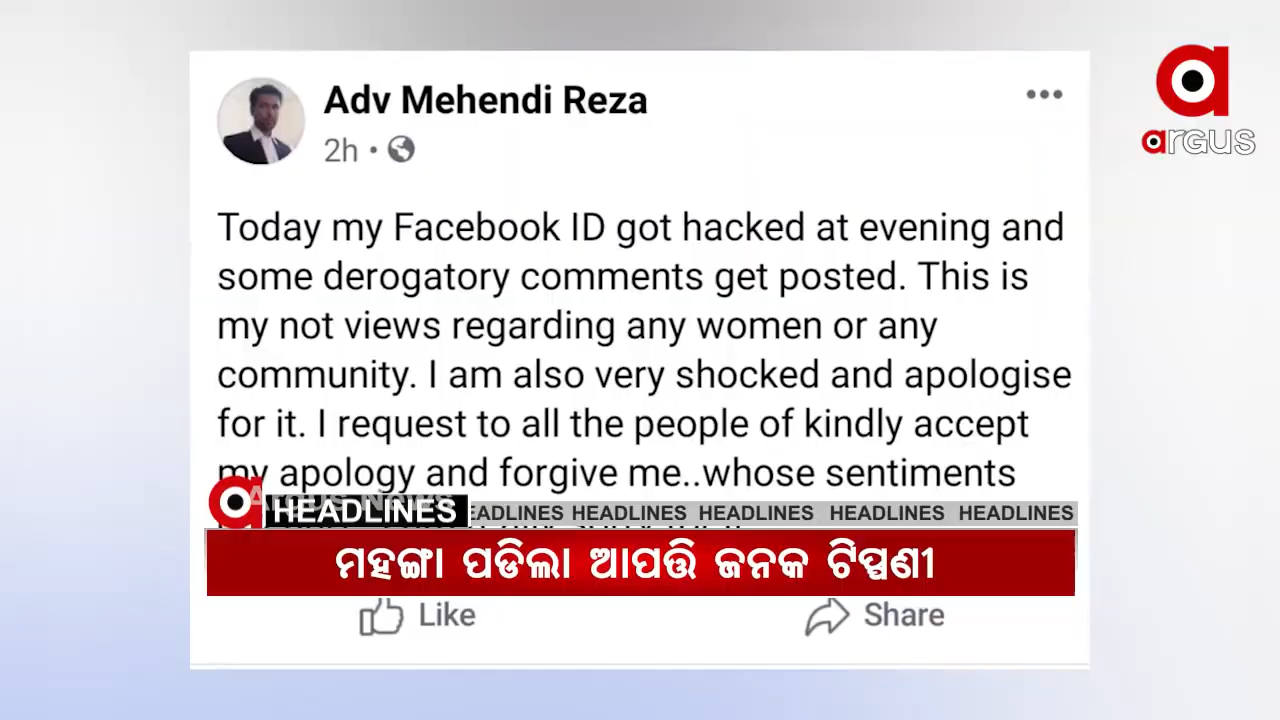 Adv Mehendi Reza
2h
argus
Today my Facebook ID got hacked at evening and
some derogatory comments get posted. This is
my not views regarding any women or any
community. I am also very shocked and apologise
for it. I request to all the people of kindly accept
my apology and forgive me..whose sentiments
Argus News
HEADLINES EADLINES HEADLINES HEADLINES HEADLINES HEADLINES
ମହଙ୍ଗା ପଡିଲା ଆପତ୍ତି ଜନକ ଟିପ୍ପଣୀ
Like Share